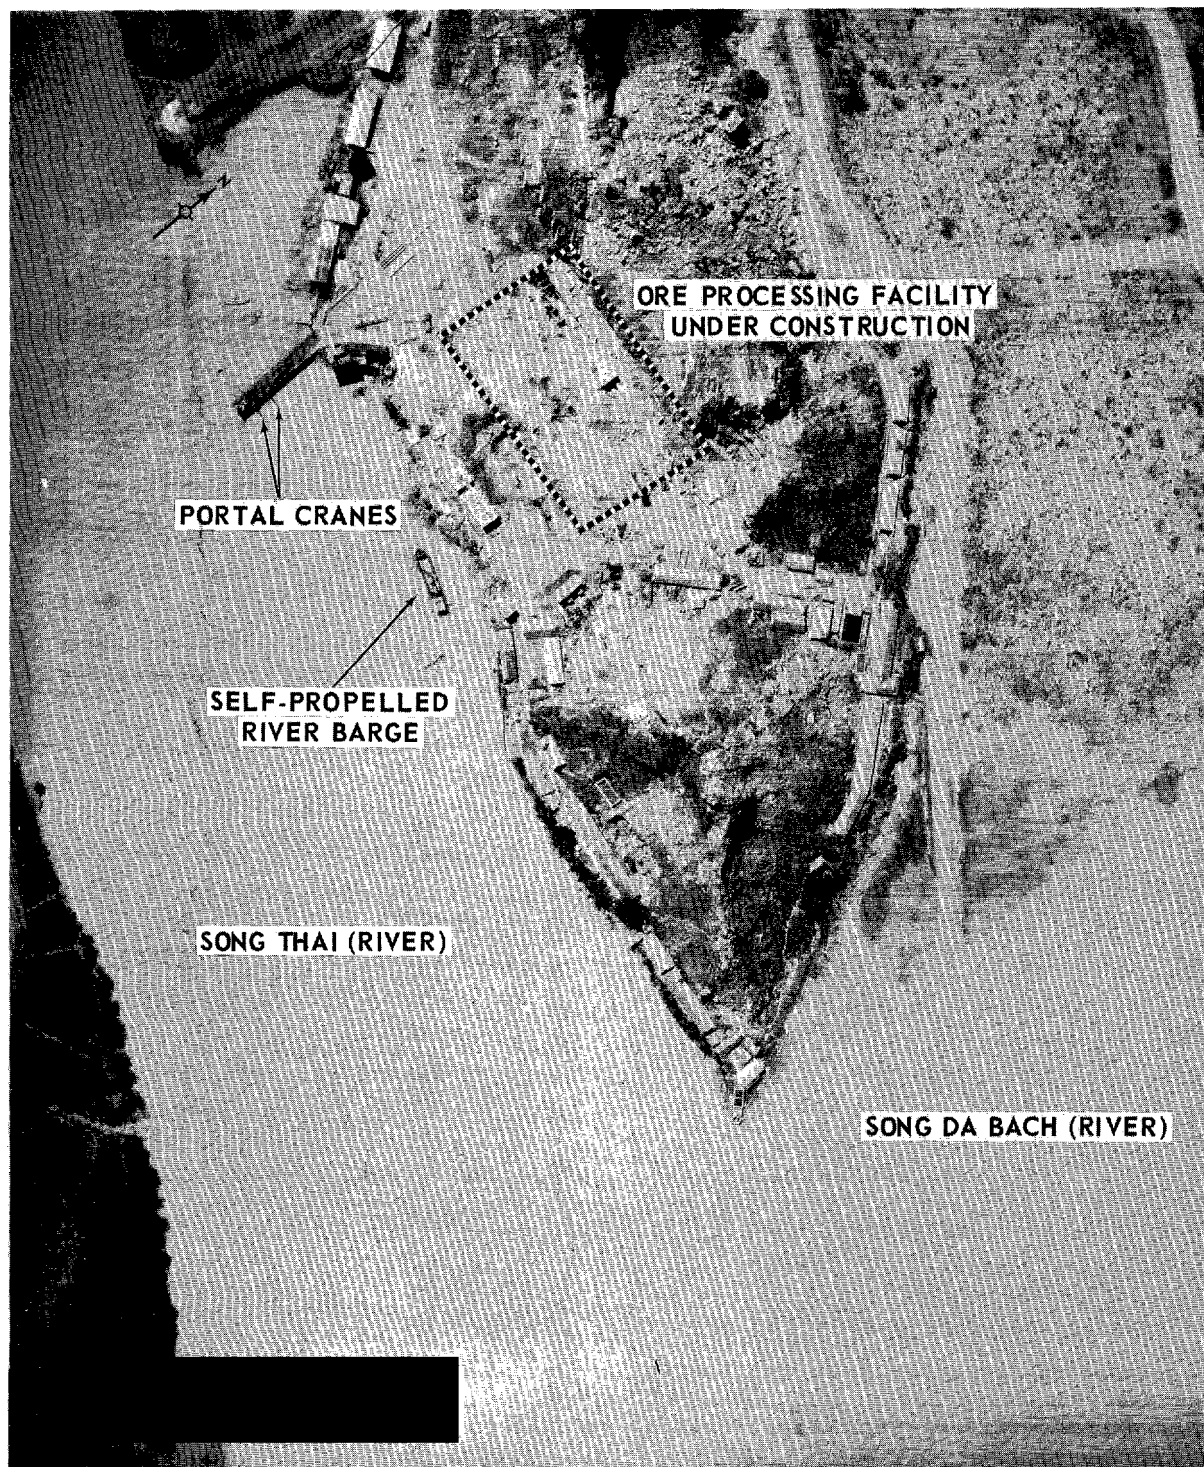 N
ORE PROCESSING FACILITY
UNDER CONSTRUCTION
PORTAL CRANES
SELF-PROPELLED
RIVER BARGE
SONG THAI (RIVER)
SONG DA BACH (RIVER)